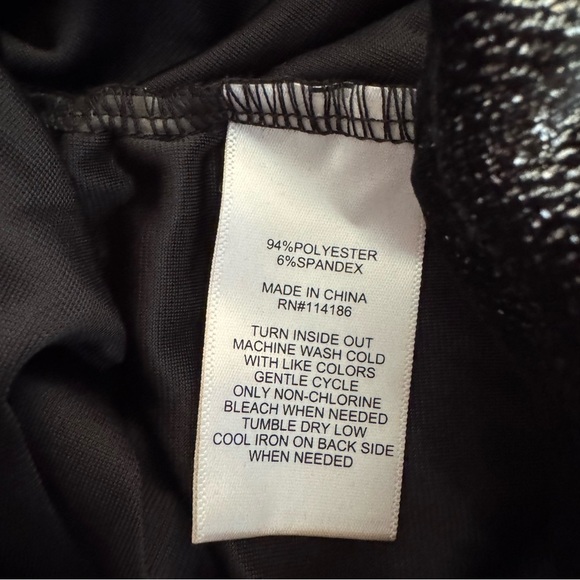 94%POLYESTER
6%SPANDEX
MADE IN CHINA
RN#114186
TURN INSIDE OUT
MACHINE WASH COLD
WITH LIKE COLORS
GENTLE CYCLE
ONLY NON-CHLORINE
BLEACH WHEN NEEDED
TUMBLE DRY LOW
COOL IRON ON BACK SIDE
WHEN NEEDED